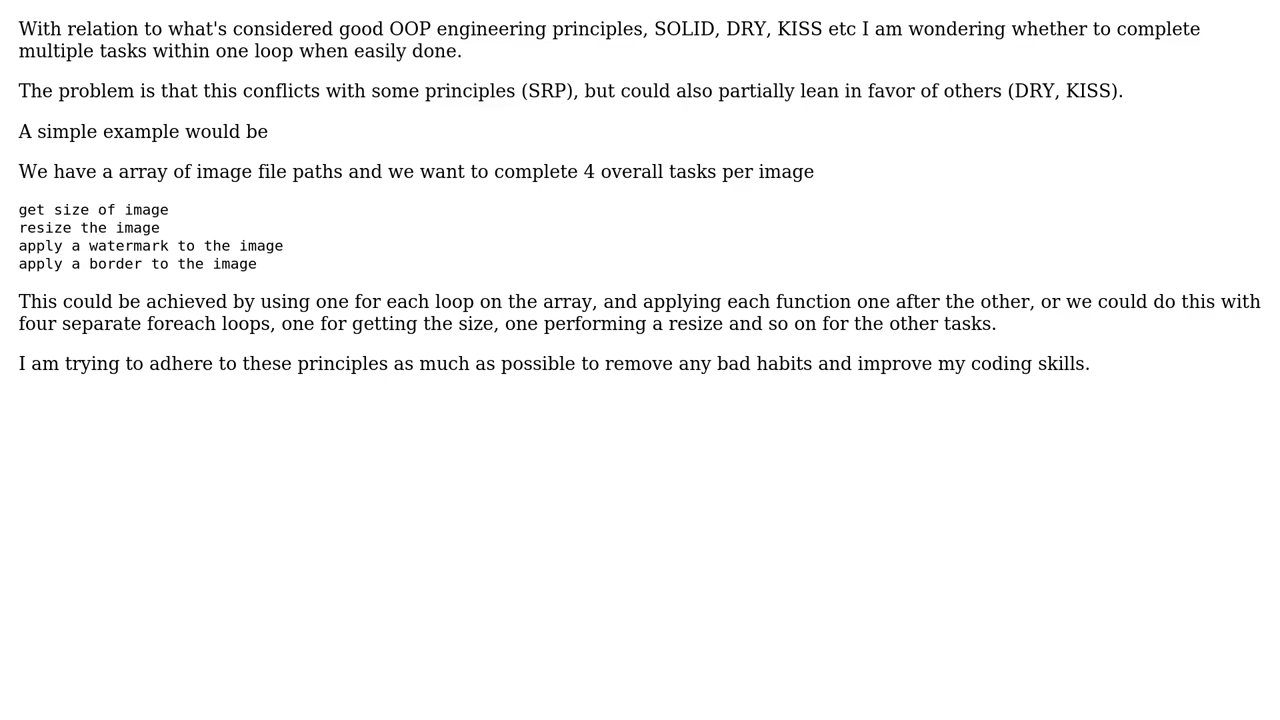 With relation to what's considered good OOP engineering principles, SOLID, DRY, KISS etc I am wondering whether to complete
multiple tasks within one loop when easily done.
The problem is that this conflicts with some principles (SRP), but could also partially lean in favor of others (DRY, KISS).
A simple example would be
We have a array of image file paths and we want to complete 4 overall tasks per image
get size of image
resize the image
apply a watermark to the image
apply a border to the image
This could be achieved by using one for each loop on the array, and applying each function one after the other, or we could do this with
four separate foreach loops, one for getting the size, one performing a resize and so on for the other tasks.
I am trying to adhere to these principles as much as possible to remove any bad habits and improve my coding skills.